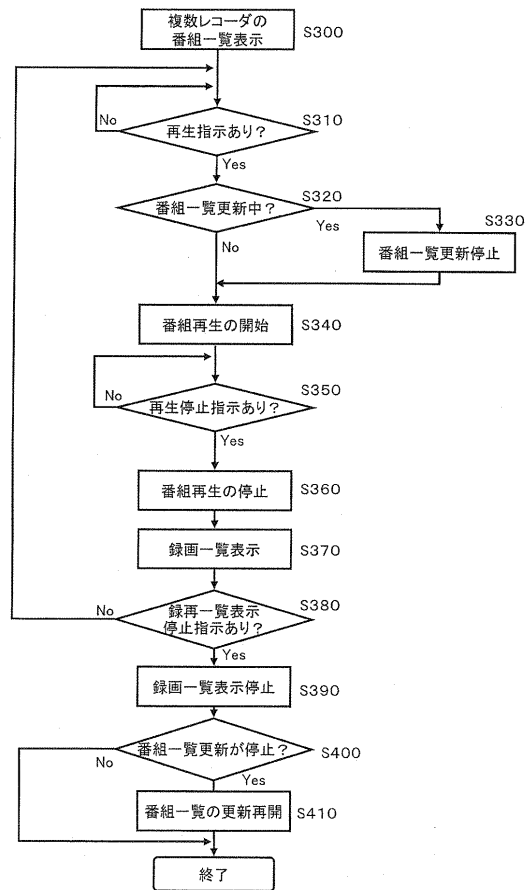 複数レコーダの
番組一覧表示
S300
No
再生指示あり？
S310
Yes
番組一覧更新中？
S320
Yes
No
S330
番組一覧更新停止
番組再生の開始
S340
No
再生停止指示あり？
S350
Yes
番組再生の停止
S360
録画一覧表示
S370
No
録再一覧表示
停止指示あり？
S380
Yes
録画一覧表示停止
S390
番組一覧更新が停止？
S400
No
Yes
番組一覧の更新再開
S410
終了